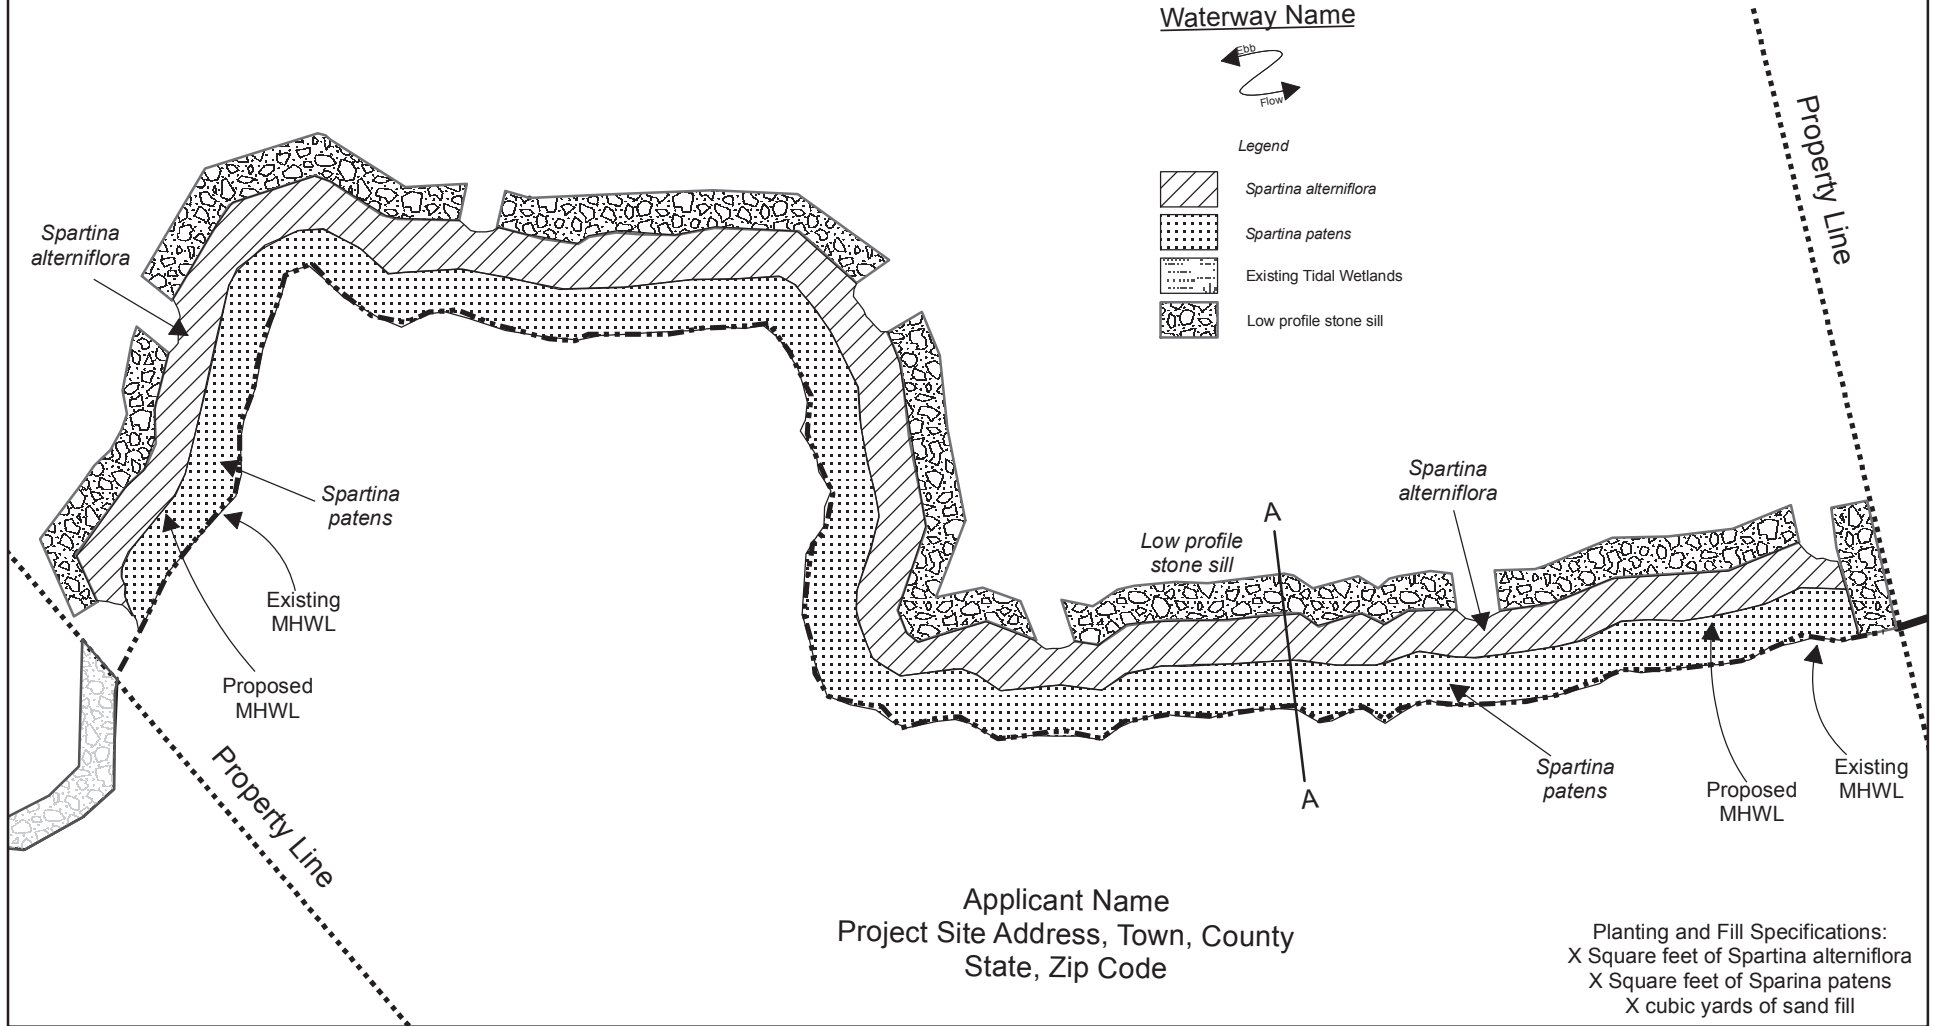 Waterway Name
Ebb
Flow
Legend
Spartina alterniflora
Spartina patens
Existing Tidal Wetlands
Low profile stone sill
Property Line
Spartina
alterniflora
Spartina
patens
Existing
MHWL
Proposed
MHWL
Property Line
Low profile
stone sill
A
A
Spartina
alterniflora
Spartina
patens
Proposed
MHWL
Existing
MHWL
Applicant Name
Project Site Address, Town, County
State, Zip Code
Planting and Fill Specifications:
X Square feet of Spartina alterniflora
X Square feet of Sparina patens
X cubic yards of sand fill